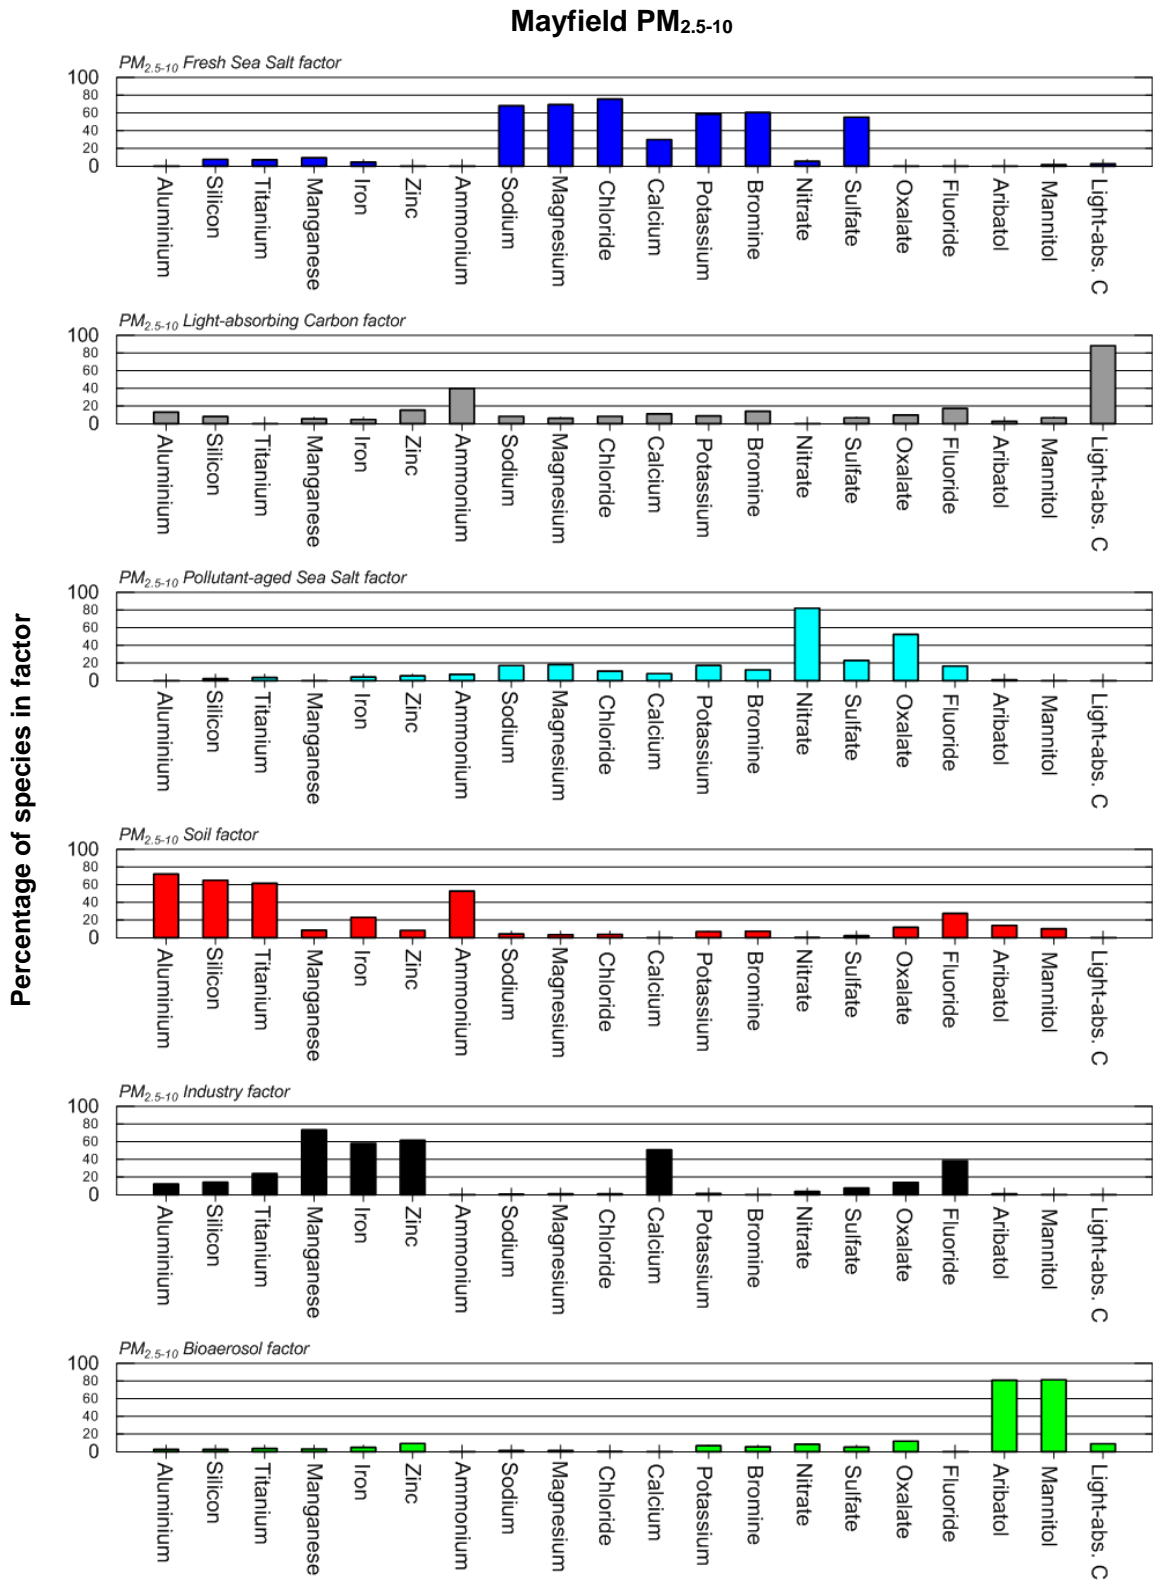 Mayfield PM2.5-10
Percentage of species in factor
PM2.5-10 Fresh Sea Salt factor
100
80
60
40
20
0
Aluminium
Silicon
Titanium
Manganese
Iron
Zinc
Ammonium
Sodium
Magnesium
Chloride
Calcium
Potassium
Bromine
Nitrate
Sulfate
Oxalate
Fluoride
Aribatol
Mannitol
Light-abs. C
PM2.5-10 Light-absorbing Carbon factor
100
80
60
40
20
0
Aluminium
Silicon
Titanium
Manganese
Iron
Zinc
Ammonium
Sodium
Magnesium
Chloride
Calcium
Potassium
Bromine
Nitrate
Sulfate
Oxalate
Fluoride
Aribatol
Mannitol
Light-abs. C
PM2.5-10 Pollutant-aged Sea Salt factor
100
80
60
40
20
0
Aluminium
Silicon
Titanium
Manganese
Iron
Zinc
Ammonium
Sodium
Magnesium
Chloride
Calcium
Potassium
Bromine
Nitrate
Sulfate
Oxalate
Fluoride
Aribatol
Mannitol
Light-abs. C
PM2.5-10 Soil factor
100
80
60
40
20
0
Aluminium
Silicon
Titanium
Manganese
Iron
Zinc
Ammonium
Sodium
Magnesium
Chloride
Calcium
Potassium
Bromine
Nitrate
Sulfate
Oxalate
Fluoride
Aribatol
Mannitol
Light-abs. C
PM2.5-10 Industry factor
100
80
60
40
20
0
Aluminium
Silicon
Titanium
Manganese
Iron
Zinc
Ammonium
Sodium
Magnesium
Chloride
Calcium
Potassium
Bromine
Nitrate
Sulfate
Oxalate
Fluoride
Aribatol
Mannitol
Light-abs. C
PM2.5-10 Bioaerosol factor
100
80
60
40
20
0
Aluminium
Silicon
Titanium
Manganese
Iron
Zinc
Ammonium
Sodium
Magnesium
Chloride
Calcium
Potassium
Bromine
Nitrate
Sulfate
Oxalate
Fluoride
Aribatol
Mannitol
Light-abs. C